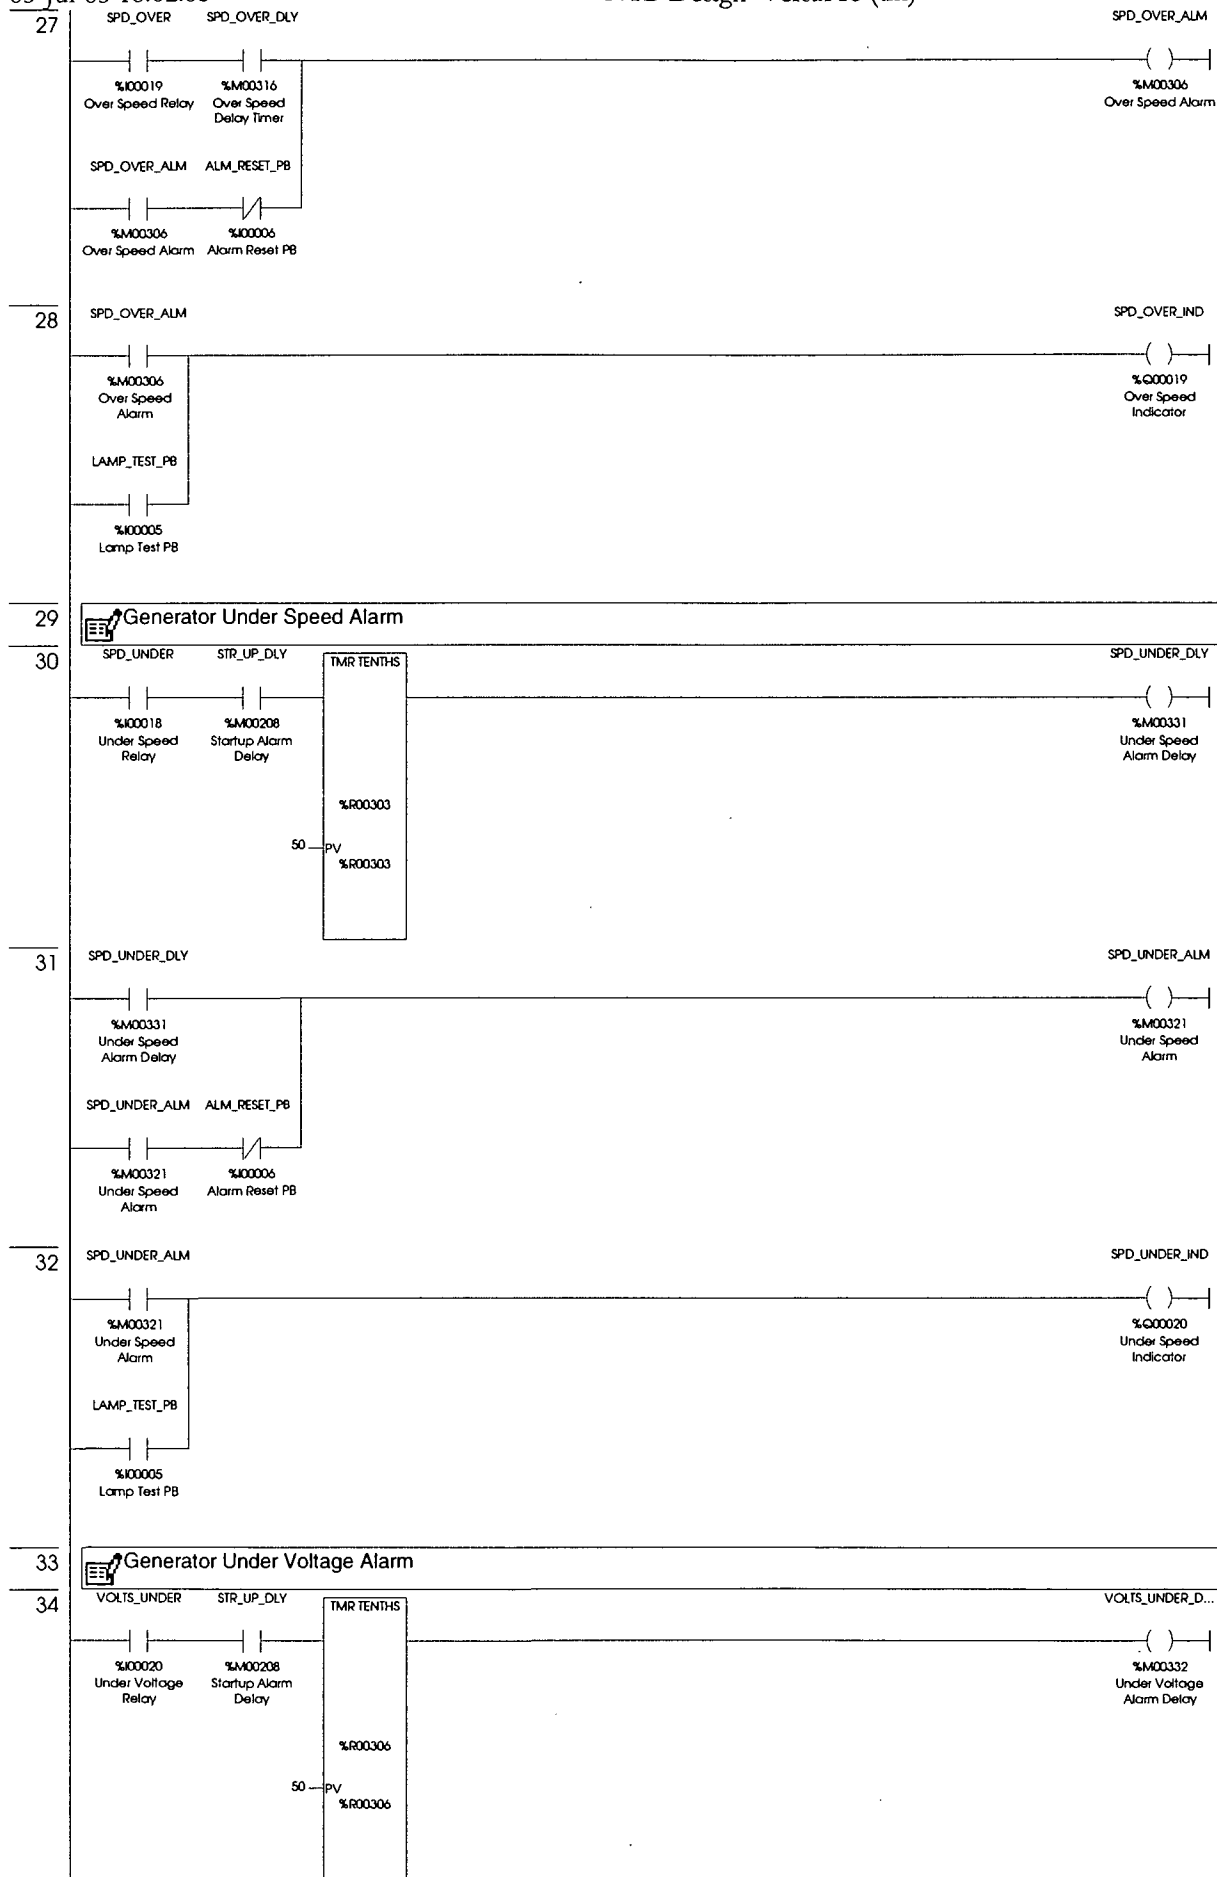 27
SPD_OVER SPD_OVER_DLY SPD_OVER_ALM
%I00019 %M00316 %M00306
Over Speed Relay Over Speed Over Speed Alarm
Delay Timer
SPD_OVER_ALM ALM_RESET_PB
%M00306 %I00006
Over Speed Alarm Alarm Reset PB
28 SPD_OVER_ALM SPD_OVER_IND
%M00306 %Q00019
Over Speed Over Speed
Alarm Indicator
LAMP_TEST_PB
%I00005
Lamp Test PB
29 Generator Under Speed Alarm
30 SPD_UNDER STR_UP_DLY TMR TENTHS SPD_UNDER_DLY
%I00018 %M00208 %M00331
Under Speed Startup Alarm Under Speed
Relay Delay Alarm Delay
%R00303
50 PV
%R00303
31 SPD_UNDER_DLY SPD_UNDER_ALM
%M00331 %M00321
Under Speed Under Speed
Alarm Delay Alarm
SPD_UNDER_ALM ALM_RESET_PB
%M00321 %I00006
Under Speed Alarm Reset PB
Alarm
32 SPD_UNDER_ALM SPD_UNDER_IND
%M00321 %Q00020
Under Speed Under Speed
Alarm Indicator
LAMP_TEST_PB
%I00005
Lamp Test PB
33 Generator Under Voltage Alarm
34 VOLTS_UNDER STR_UP_DLY TMR TENTHS VOLTS_UNDER_D...
%I00020 %M00208 %M00332
Under Voltage Startup Alarm Under Voltage
Relay Delay Alarm Delay
%R00306
50 PV
%R00306